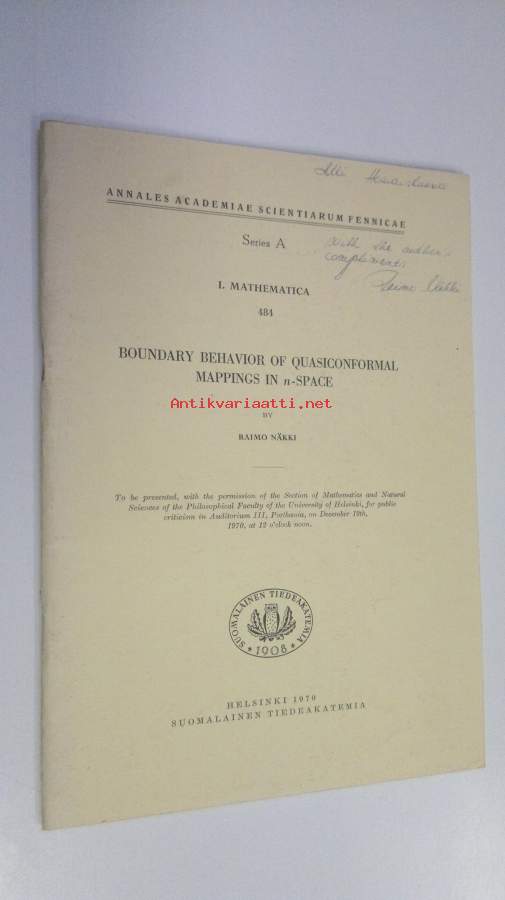 ANNALES ACADEMIAE SCIENTIARUM FENNICAE
Series A
with the author's
compliments
Raimo Näkki
I. MATHEMATICA
484
BOUNDARY BEHAVIOR OF QUASICONFORMAL
MAPPINGS IN n-SPACE
Antikvariaatti.net
BY
RAIMO NÄKKI
To be presented, with the permission of the Section of Mathematics and Natural
Sciences of the Philosophical Faculty of the University of Helsinki, for public
criticism in Auditorium III, Porthania, on December 19th,
1970, at 12 o'clock noon.
SUOMALAINEN TIEDEAKATEMIA
1908
HELSINKI 1970
SUOMALAINEN TIEDEAKATEMIA